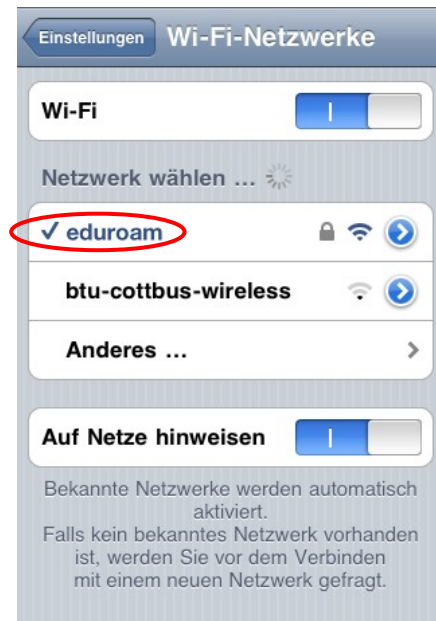 Einstellungen Wi-Fi-Netzwerke
Wi-Fi
Netzwerk wählen ...
✓ eduroam
btu-cottbus-wireless
Anderes ...
Auf Netze hinweisen
Bekannte Netzwerke werden automatisch
aktiviert.
Falls kein bekanntes Netzwerk vorhanden
ist, werden Sie vor dem Verbinden
mit einem neuen Netzwerk gefragt.